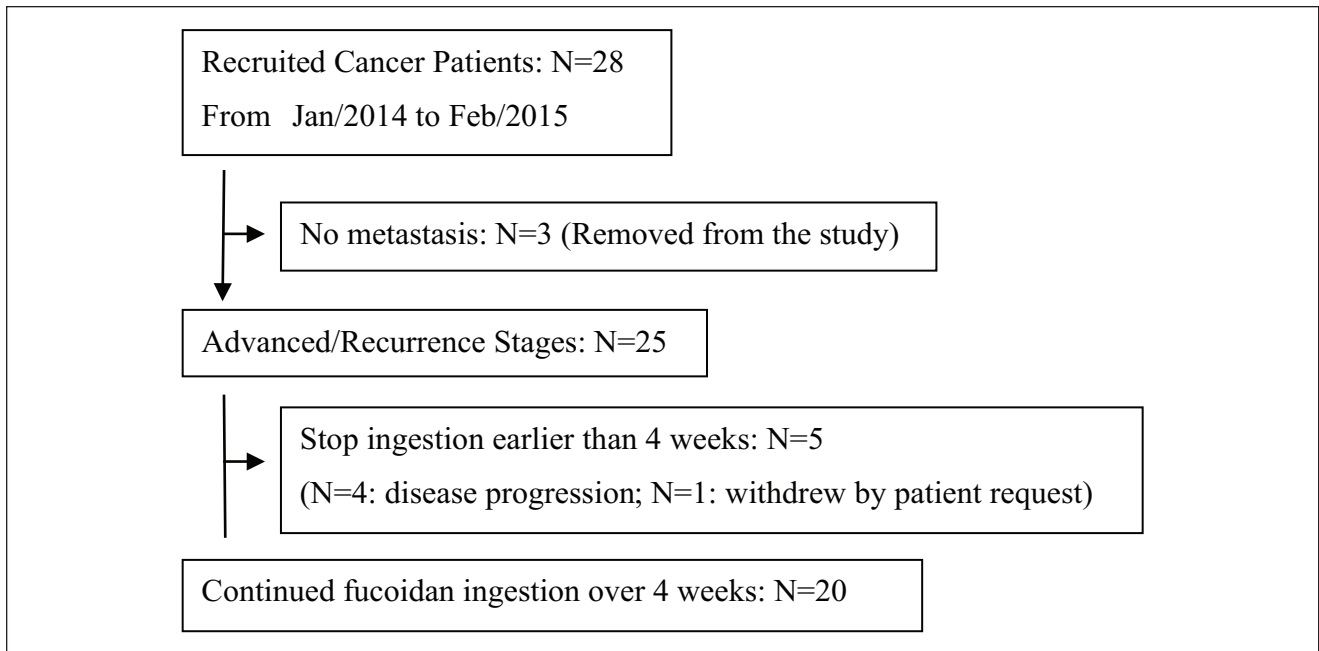 Recruited Cancer Patients: N=28
From Jan/2014 to Feb/2015
No metastasis: N=3 (Removed from the study)
Advanced/Recurrence Stages: N=25
Stop ingestion earlier than 4 weeks: N=5
(N=4: disease progression; N=1: withdrew by patient request)
Continued fucoidan ingestion over 4 weeks: N=20